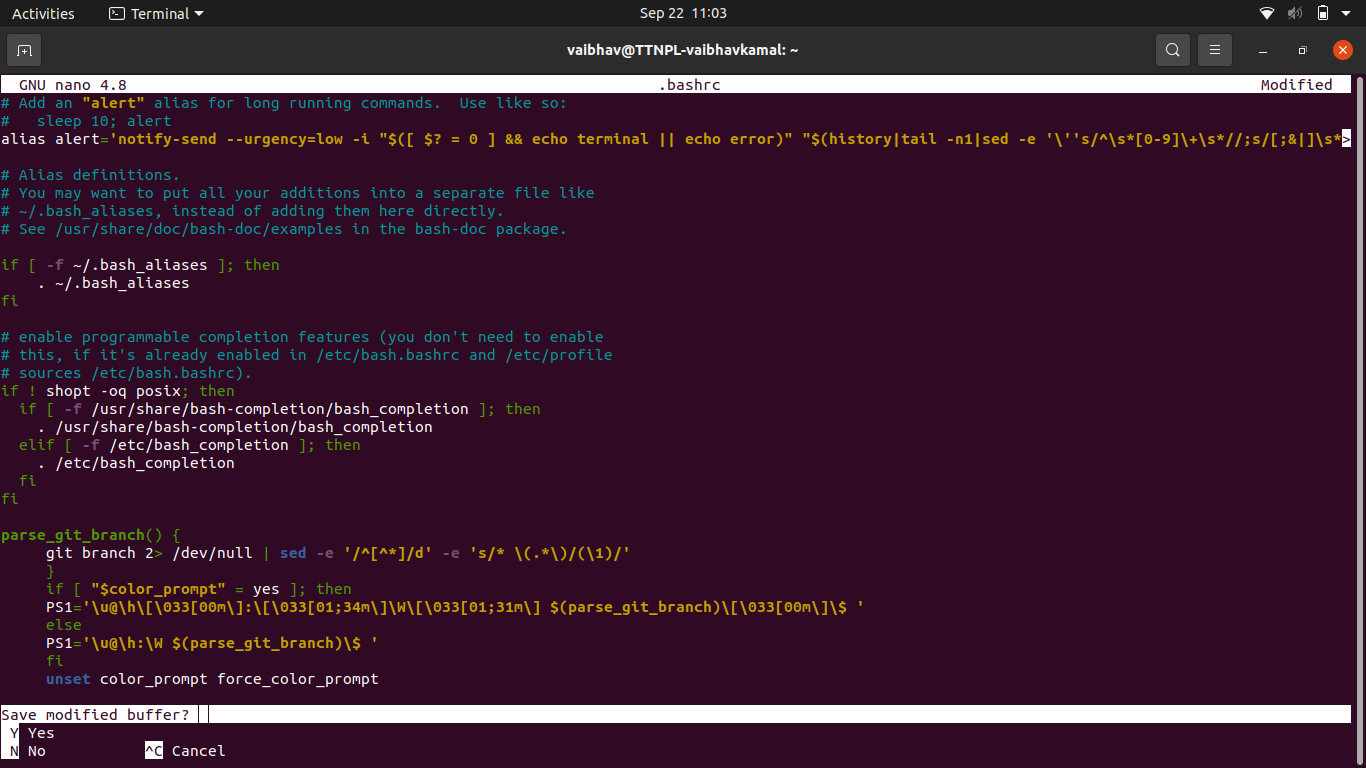 Activities Terminal Sep 22 11:03
vaibhav@TTNPL-vaibhavkamal: ~
GNU nano 4.8 .bashrc Modified
# Add an "alert" alias for long running commands.  Use like so:
#   sleep 10; alert
alias alert='notify-send --urgency=low -i "$([ $? = 0 ] && echo terminal || echo error)" "$(history|tail -n1|sed -e '\''s/^\s*[0-9]\+\s*//;s/[;&|]\s*>

# Alias definitions.
# You may want to put all your additions into a separate file like
# ~/.bash_aliases, instead of adding them here directly.
# See /usr/share/doc/bash-doc/examples in the bash-doc package.

if [ -f ~/.bash_aliases ]; then
    . ~/.bash_aliases
fi

# enable programmable completion features (you don't need to enable
# this, if it's already enabled in /etc/bash.bashrc and /etc/profile
# sources /etc/bash.bashrc).
if ! shopt -oq posix; then
  if [ -f /usr/share/bash-completion/bash_completion ]; then
    . /usr/share/bash-completion/bash_completion
  elif [ -f /etc/bash_completion ]; then
    . /etc/bash_completion
  fi
fi

parse_git_branch() {
     git branch 2> /dev/null | sed -e '/^[^*]/d' -e 's/* \(.*\)/(\1)/'
     }
     if [ "$color_prompt" = yes ]; then
     PS1='\u@\h\[\033[00m\]:\[\033[01;34m\]\W\[\033[01;31m\] $(parse_git_branch)\[\033[00m\]\$ '
     else
     PS1='\u@\h:\W $(parse_git_branch)\$ '
     fi
     unset color_prompt force_color_prompt

Save modified buffer?
Y Yes
N No ^C Cancel